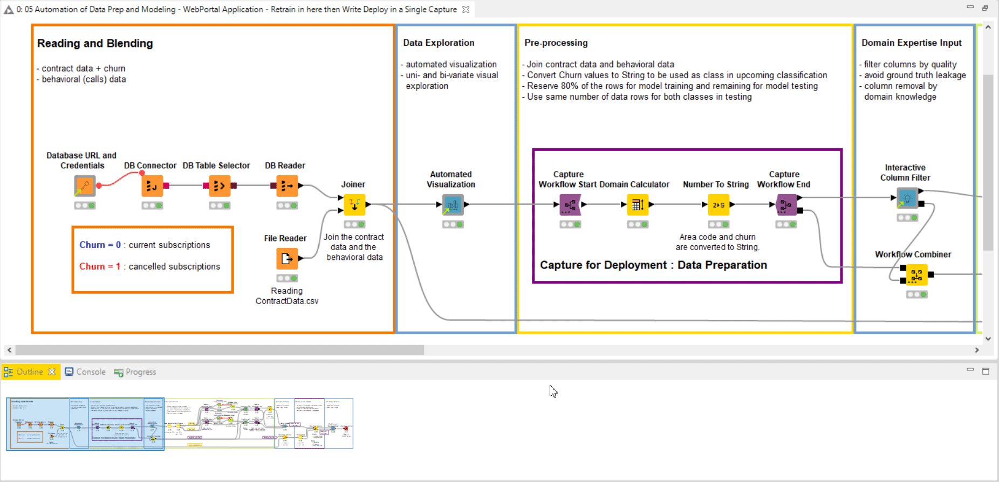 0: 05 Automation of Data Prep and Modeling - WebPortal Application - Retrain in here then Write Deploy in a Single Capture
Reading and Blending
- contract data + churn
- behavioral (calls) data
Database URL and
Credentials
DB Connector
DB Table Selector
DB Reader
Joiner
Join the contract
data and the
behavioral data
Churn = 0 : current subscriptions
Churn = 1 : cancelled subscriptions
File Reader
Reading
ContractData.csv
Data Exploration
- automated visualization
- uni- and bi-variate visual
exploration
Automated
Visualization
Pre-processing
- Join contract data and behavioral data
- Convert Churn values to String to be used as class in upcoming classification
- Reserve 80% of the rows for model training and remaining for model testing
- Use same number of data rows for both classes in testing
Capture
Workflow Start
Domain Calculator
Number To String
2▸S
Capture
Workflow End
Area code and churn
are converted to String.
Capture for Deployment : Data Preparation
Domain Expertise Input
- filter columns by quality
- avoid ground truth leakage
- column removal by
domain knowledge
Interactive
Column Filter
Workflow Combiner
Outline
Console
Progress